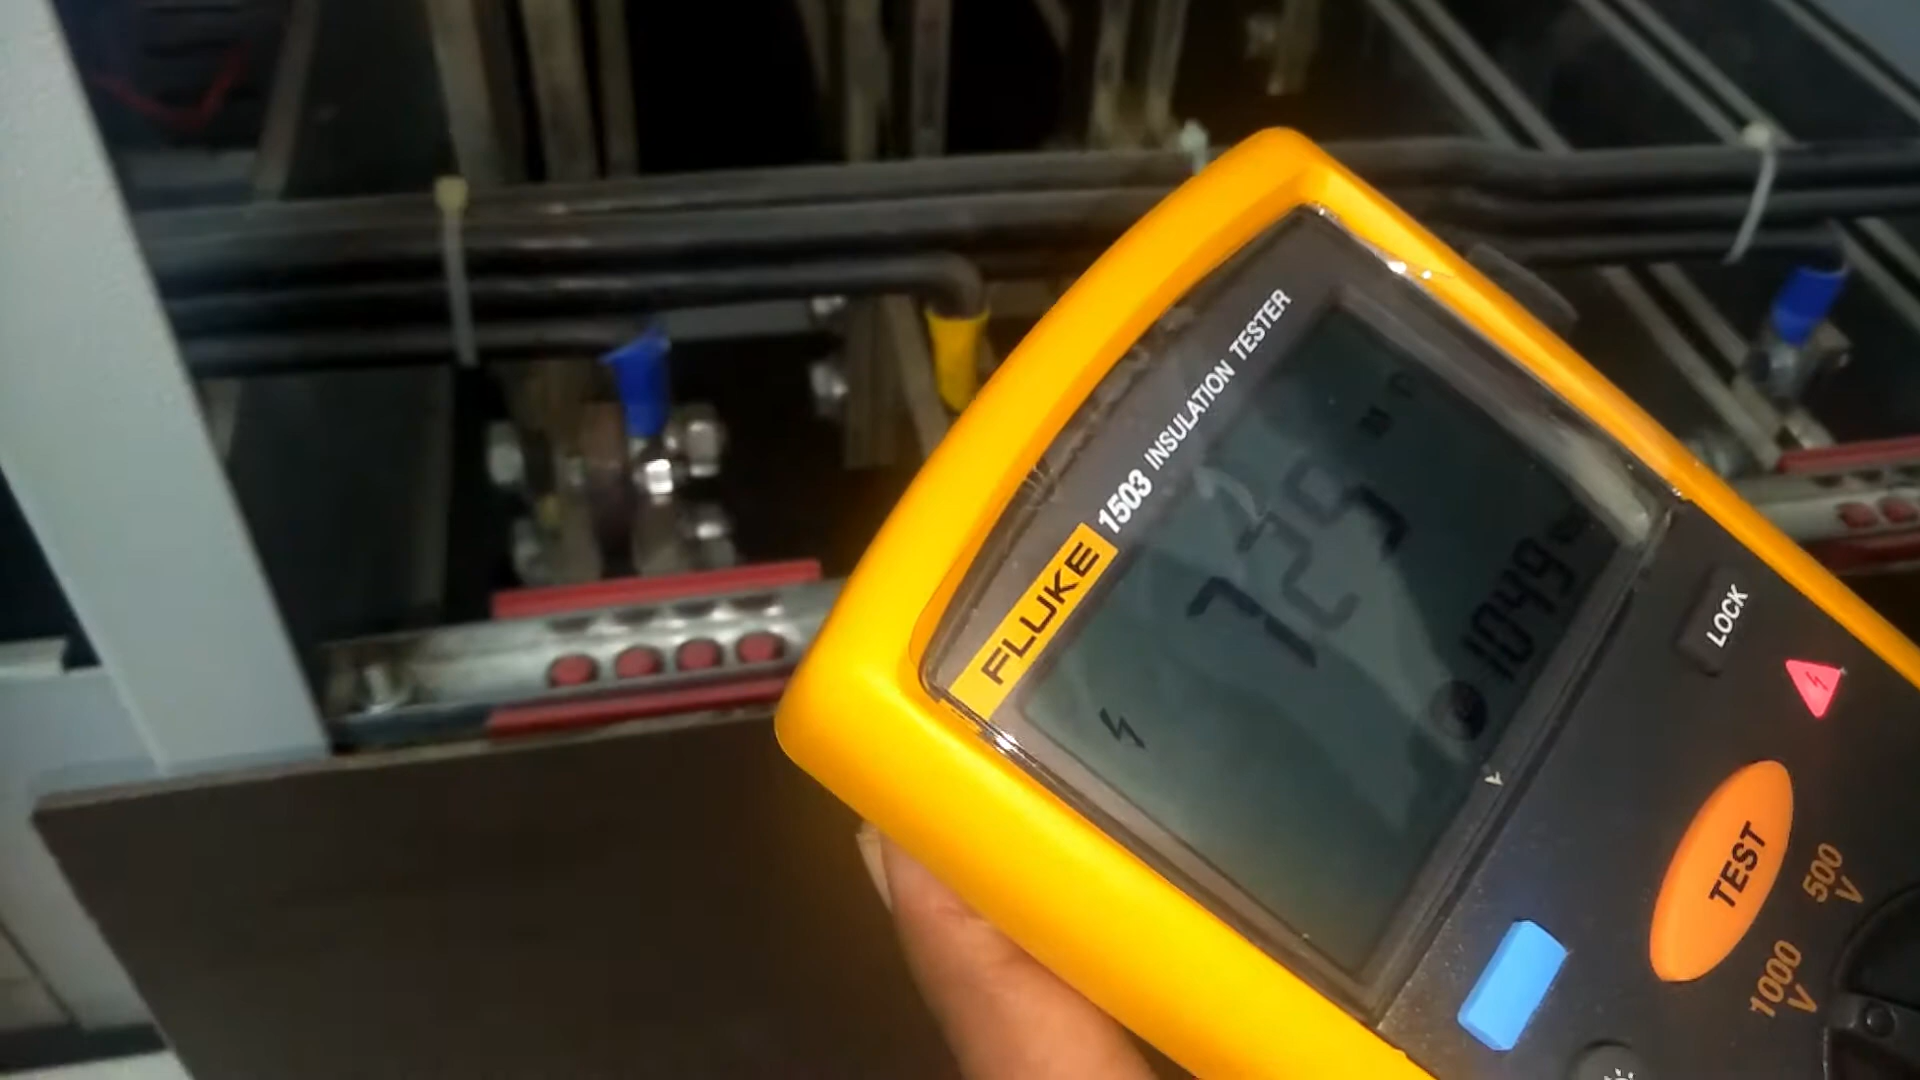 FLUKE 1503 INSULATION TESTER
1049
LOCK
TEST
500
V
1000
V